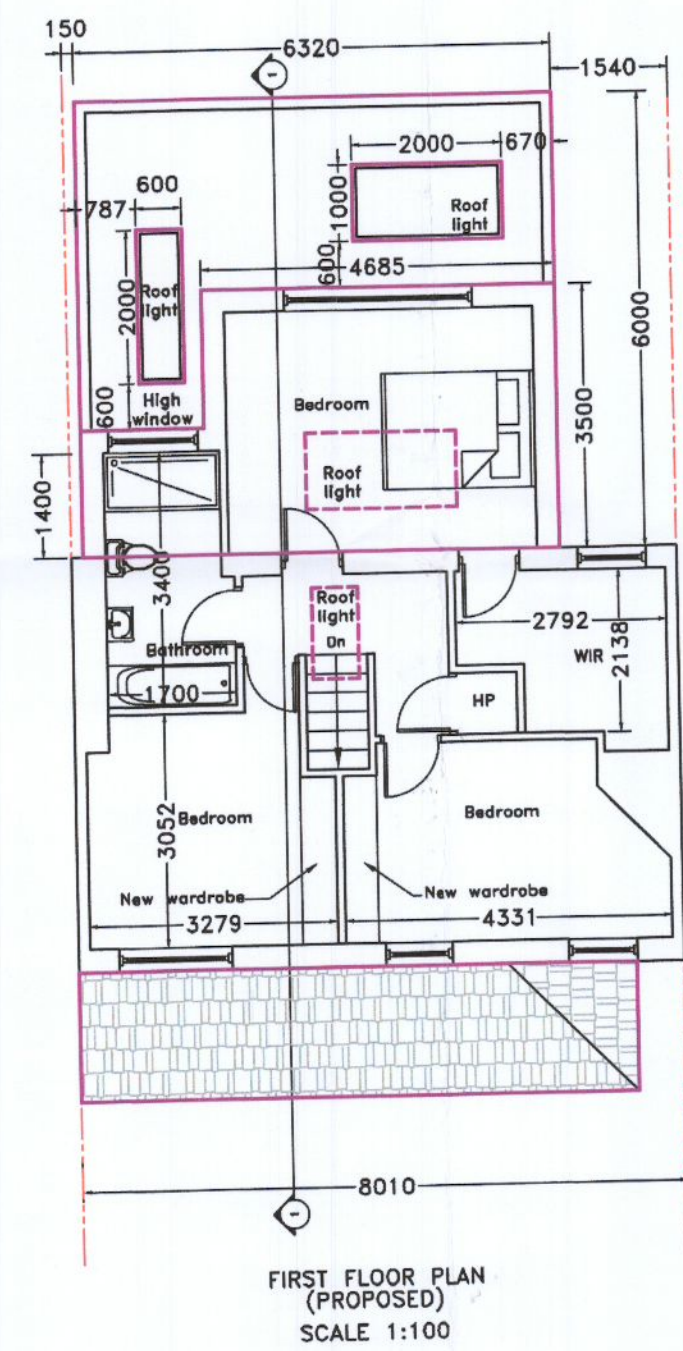 150
6320
1540
1
2000
670
600
1000
787
Roof
light
600
4685
2000
Roof
light
6000
600
High
window
Bedroom
3500
Roof
light
1400
3400
Roof
light
Dn
2792
2138
WIR
Bathroom
1700
HP
3052
Bedroom
Bedroom
New wardrobe
New wardrobe
3279
4331
8010
1
FIRST FLOOR PLAN
(PROPOSED)
SCALE 1:100